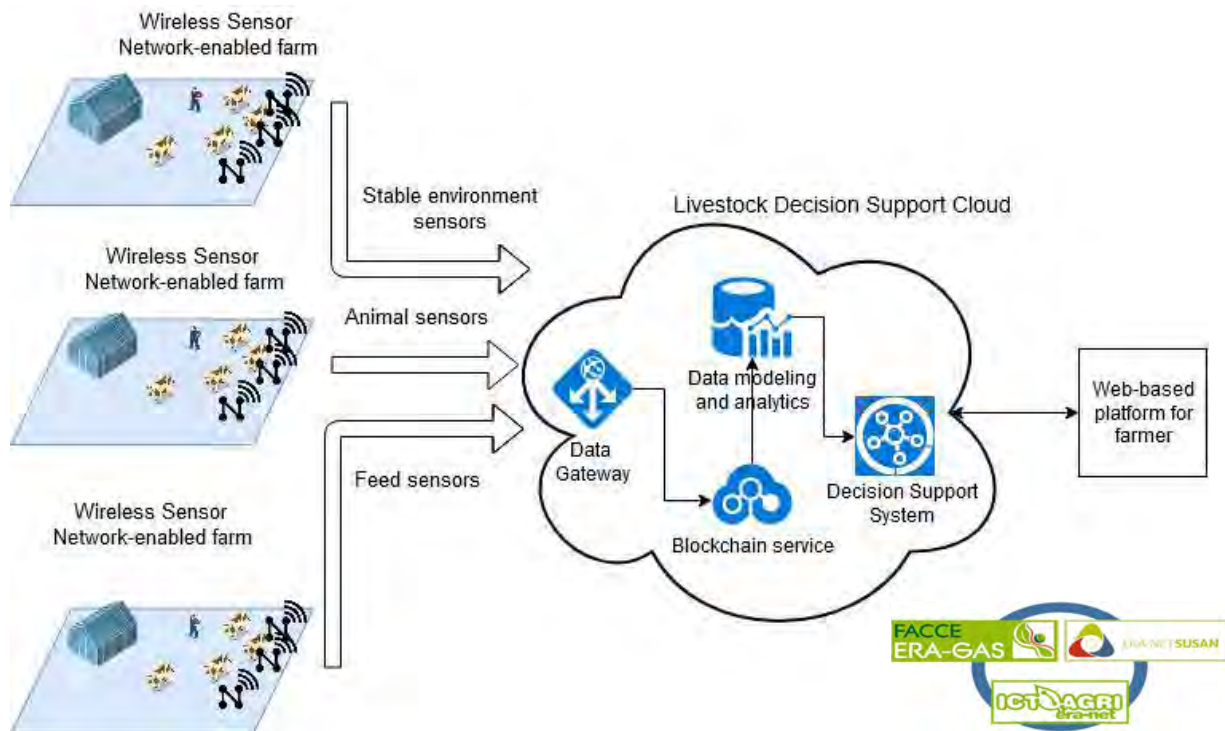 Wireless Sensor
Network-enabled farm
Stable environment
sensors
Livestock Decision Support Cloud
Wireless Sensor
Network-enabled farm
Animal sensors
Data modeling
and analytics
Web-based
platform for
farmer
Data
Gateway
Feed sensors
Decision Support
System
Wireless Sensor
Network-enabled farm
Blockchain service
FACCE
ERA-GAS
ERA-NET SUSAN
ICT AGRI
era-net